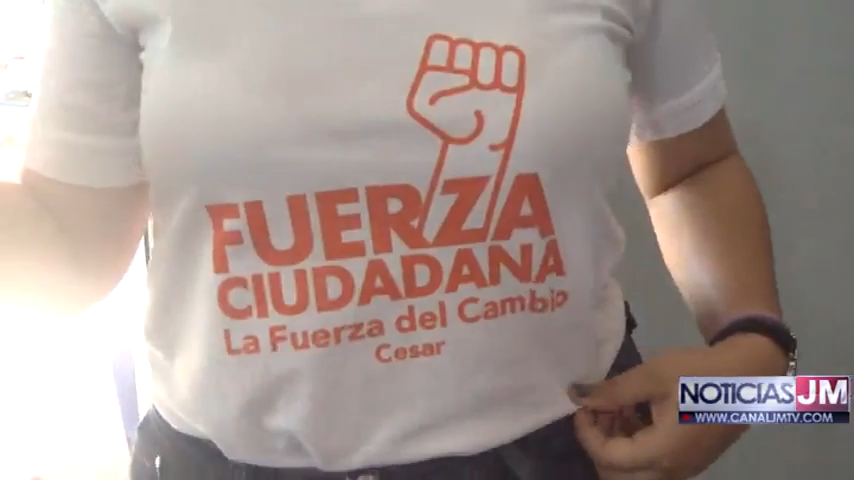 FUERZA
CIUDADANA
La Fuerza del Cambio
Cesar
NOTICIAS JM
WWW.CANALJMTV.COM